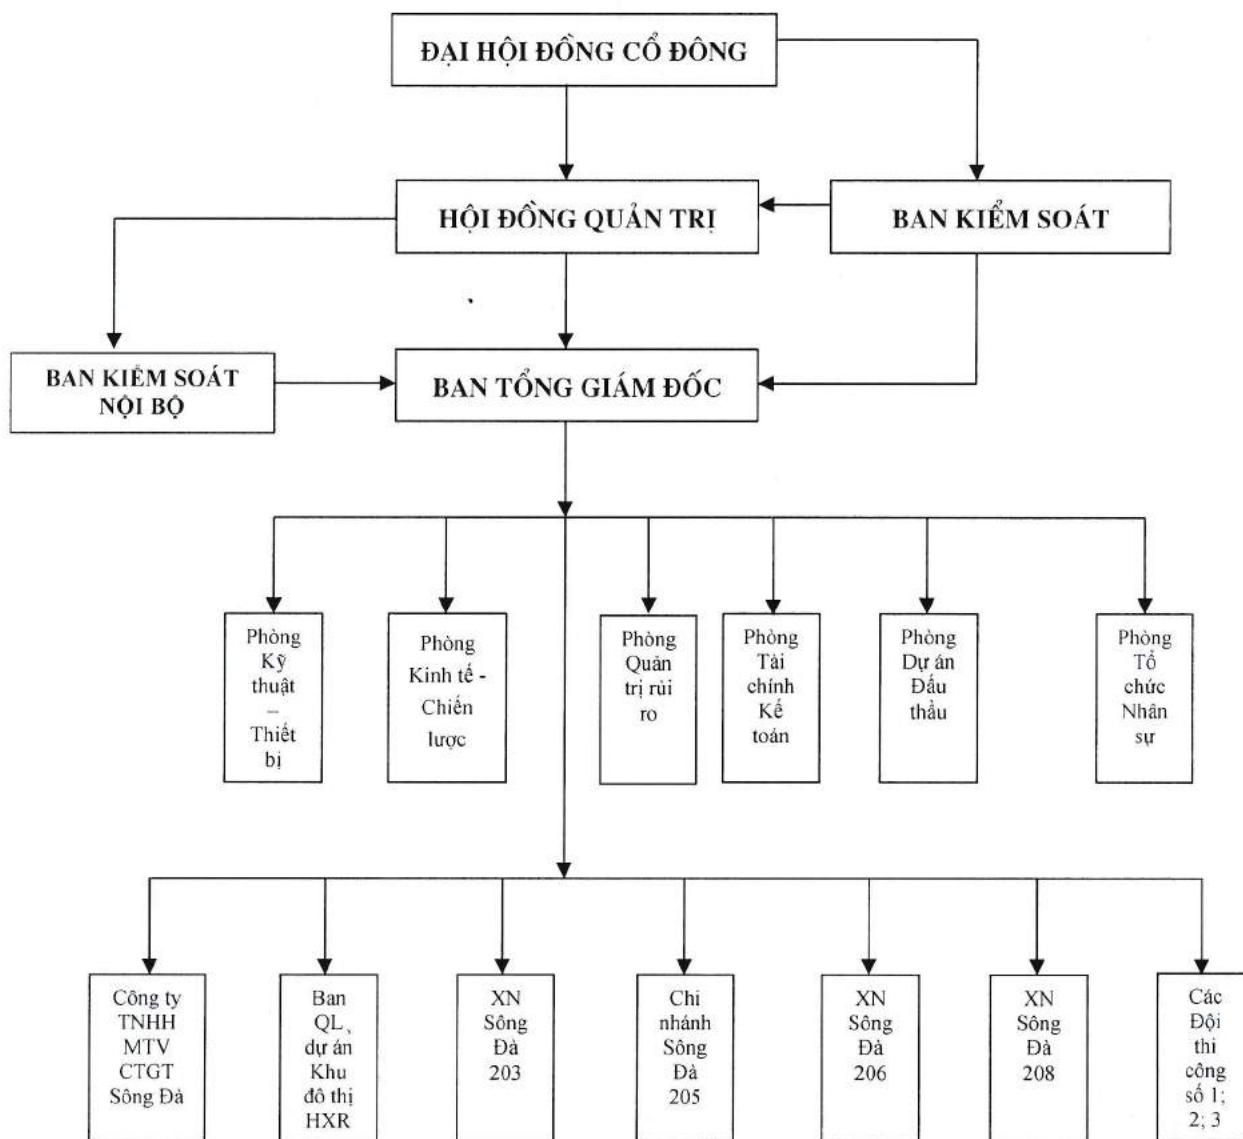 ĐẠI HỘI ĐỒNG CỔ ĐÔNG
HỘI ĐỒNG QUẢN TRỊ
BAN KIỂM SOÁT
BAN KIỂM SOÁT
NỘI BỘ
BAN TỔNG GIÁM ĐỐC
Phòng
Kỹ
thuật
–
Thiết
bị
Phòng
Kinh tế -
Chiến
lược
Phòng
Quản
trị rủi
ro
Phòng
Tài
chính
Kế
toán
Phòng
Dự án
Đấu
thầu
Phòng
Tổ
chức
Nhân
sự
Công ty
TNHH
MTV
CTGT
Sông Đà
Ban
QL
dự án
Khu
đô thị
HXR
XN
Sông
Đà
203
Chi
nhánh
Sông
Đà
205
XN
Sông
Đà
206
XN
Sông
Đà
208
Các
Đội
thi
công
số 1;
2; 3